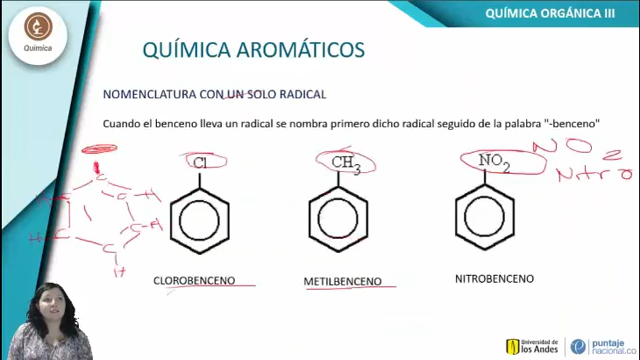 QUÍMICA ORGÁNICA III
Química
QUÍMICA AROMÁTICOS
NOMENCLATURA CON UN SOLO RADICAL
Cuando el benceno lleva un radical se nombra primero dicho radical seguido de la palabra "-benceno"
NO2
Nitro
Cl
CH3
NO2
C
C H
H C
C H
H C
C
H
CLOROBENCENO
METILBENCENO
NITROBENCENO
Universidad de
los Andes
puntaje
nacional.co